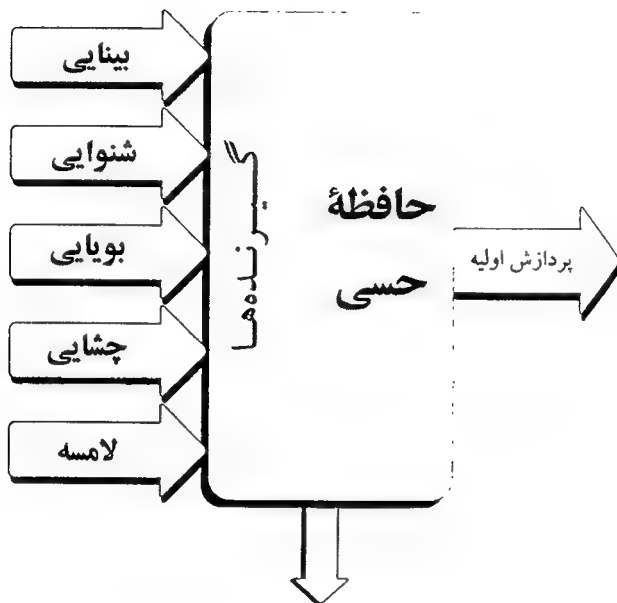 بینایی
شنوایی
بویایی
چشایی
لامسه
گیرنده‌ها
حافظهٔ
حسی
پردازش اولیه